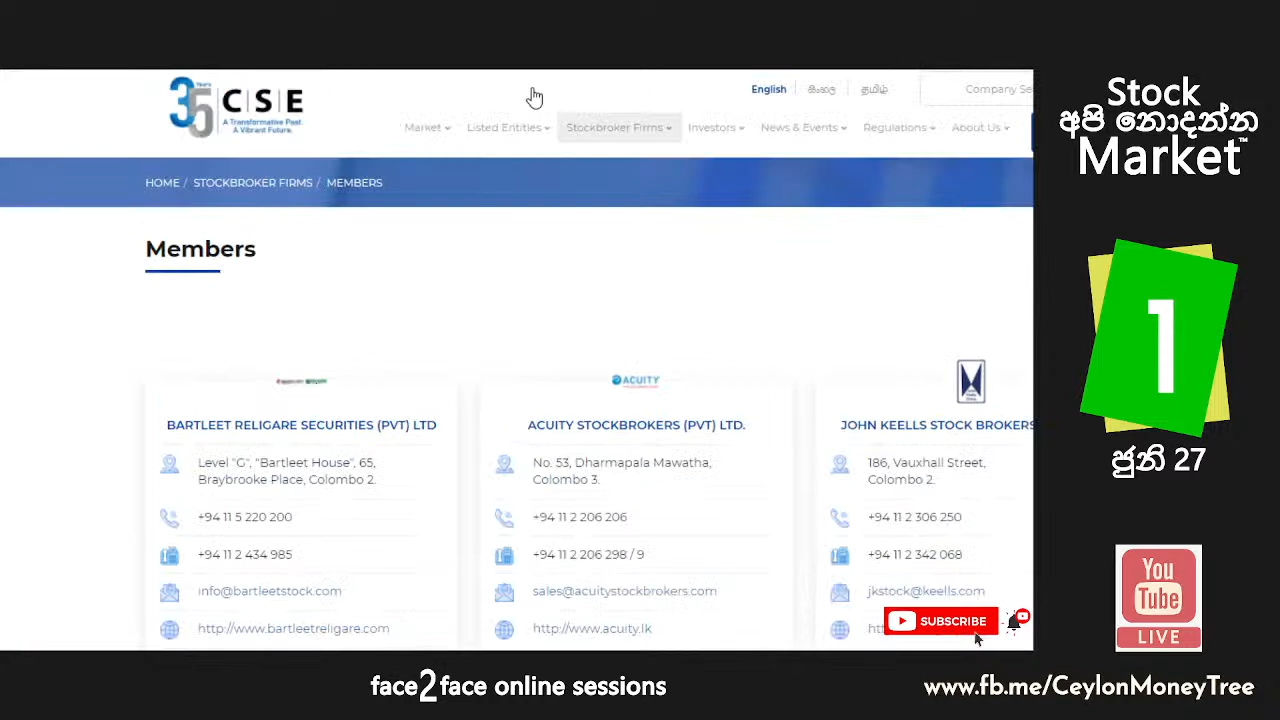 35 Years
CSE
A Transformative Past.
A Vibrant Future.
English සිංහල தமிழ் Company Se
Market Listed Entities Stockbroker Firms Investors News & Events Regulations About Us
HOME / STOCKBROKER FIRMS / MEMBERS
Members
ACUITY
BARTLEET RELIGARE SECURITIES (PVT) LTD
Level "G", "Bartleet House", 65,
Braybrooke Place, Colombo 2.
+94 11 5 220 200
+94 11 2 434 985
info@bartleetstock.com
http://www.bartleetreligare.com
ACUITY STOCKBROKERS (PVT) LTD.
No. 53, Dharmapala Mawatha,
Colombo 3.
+94 11 2 206 206
+94 11 2 206 298 / 9
sales@acuitystockbrokers.com
http://www.acuity.lk
JOHN KEELLS STOCK BROKERS
186, Vauxhall Street,
Colombo 2.
+94 11 2 306 250
+94 11 2 342 068
jkstock@keells.com
SUBSCRIBE
Stock
අපි නොදන්න
Market™
1
ජුනි 27
You
Tube
LIVE
face2face online sessions
www.fb.me/CeylonMoneyTree